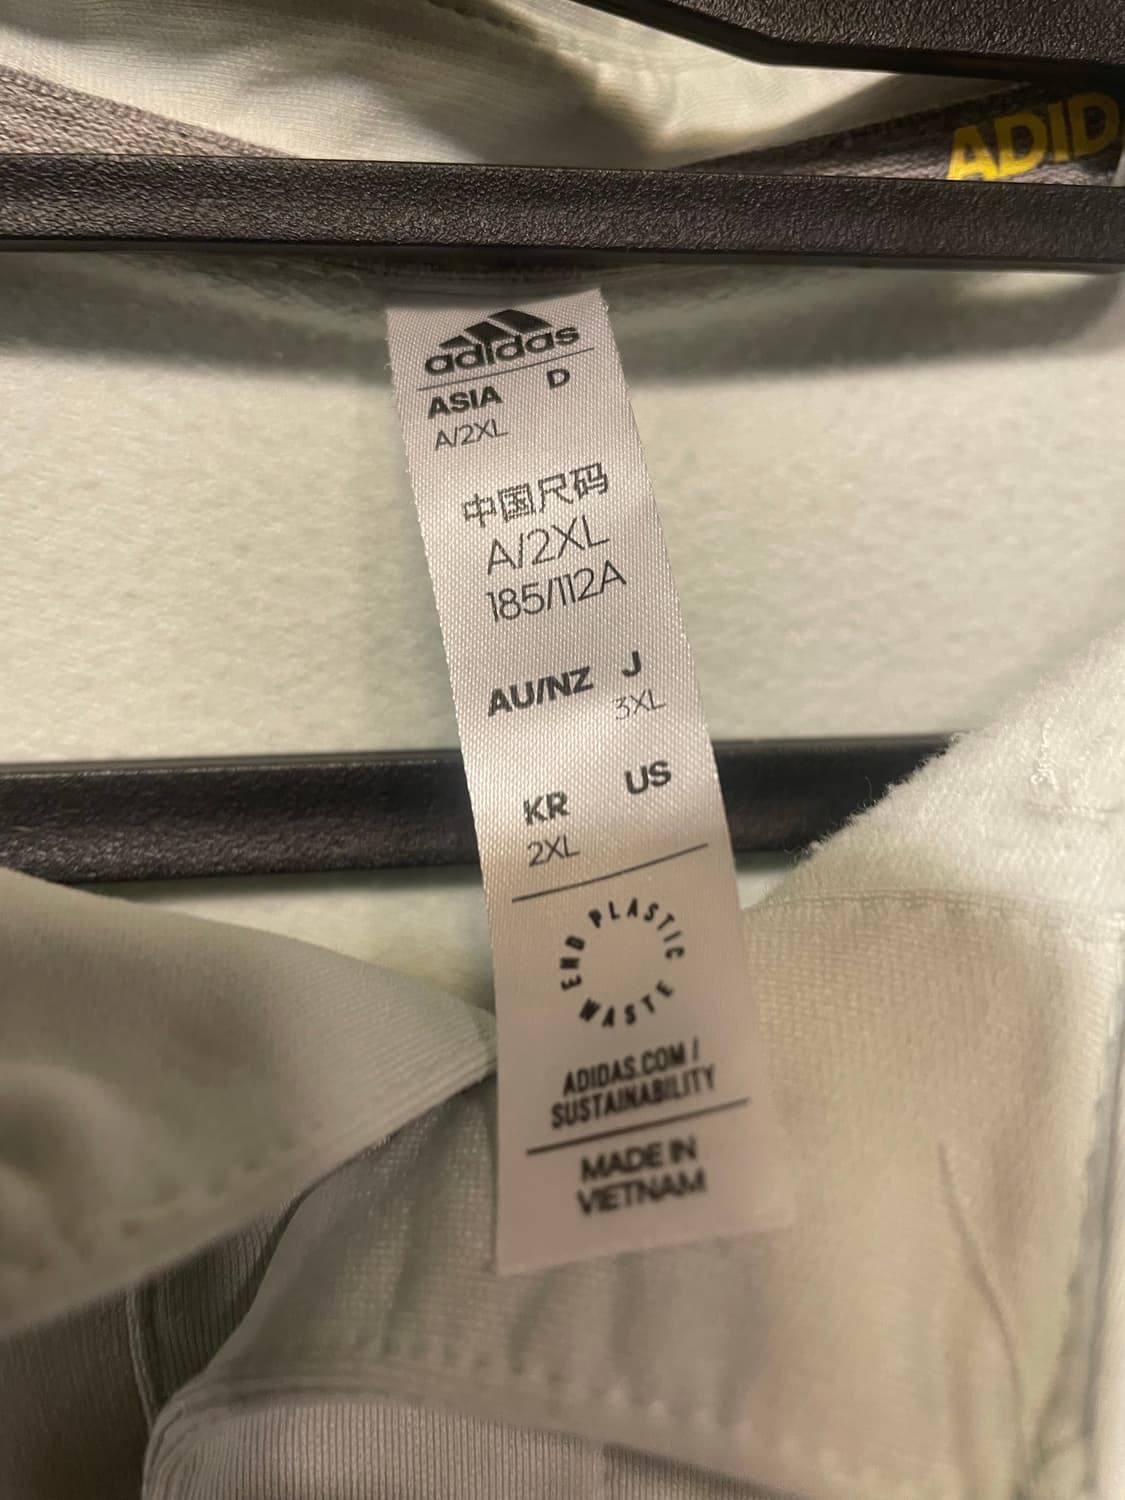 ADID
adidas
ASIA D
A/2XL
中国尺码
A/2XL
185/112A
AU/NZ J
3XL
KR US
2XL
END PLASTIC WASTE
ADIDAS.COM /
SUSTAINABILITY
MADE IN
VIETNAM